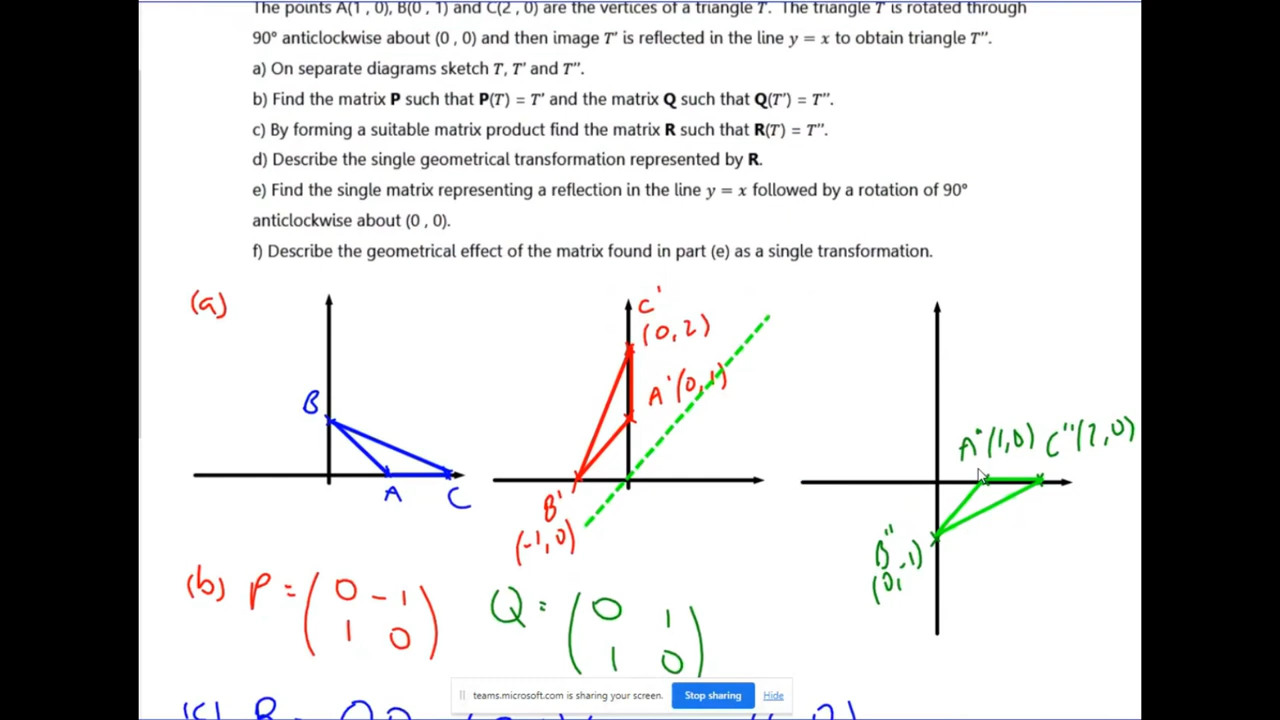 The points A(1 , 0), B(0 , 1) and C(2 , 0) are the vertices of a triangle T. The triangle T is rotated through
90° anticlockwise about (0 , 0) and then image T' is reflected in the line y = x to obtain triangle T''.
a) On separate diagrams sketch T, T' and T''.
b) Find the matrix P such that P(T) = T' and the matrix Q such that Q(T') = T''.
c) By forming a suitable matrix product find the matrix R such that R(T) = T''.
d) Describe the single geometrical transformation represented by R.
e) Find the single matrix representing a reflection in the line y = x followed by a rotation of 90°
anticlockwise about (0 , 0).
f) Describe the geometrical effect of the matrix found in part (e) as a single transformation.
(a)
B
A
C
C'
(0, 2)
A'(0, 1)
B'
(-1, 0)
A''(1,0) C''(2,0)
B''
(0, -1)
(b) P = ( 0 -1
1 0 )
Q = ( 0 1
1 0 )
teams.microsoft.com is sharing your screen.
Stop sharing
Hide
(c) R =